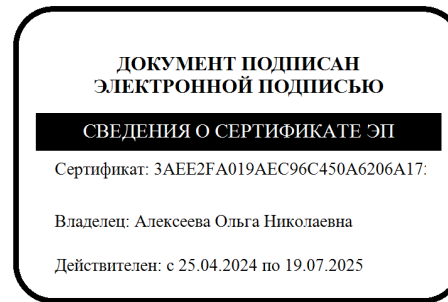 ДОКУМЕНТ ПОДПИСАН
ЭЛЕКТРОННОЙ ПОДПИСЬЮ
СВЕДЕНИЯ О СЕРТИФИКАТЕ ЭП
Сертификат: 3AEE2FA019AEC96C450A6206A17:
Владелец: Алексеева Ольга Николаевна
Действителен: с 25.04.2024 по 19.07.2025